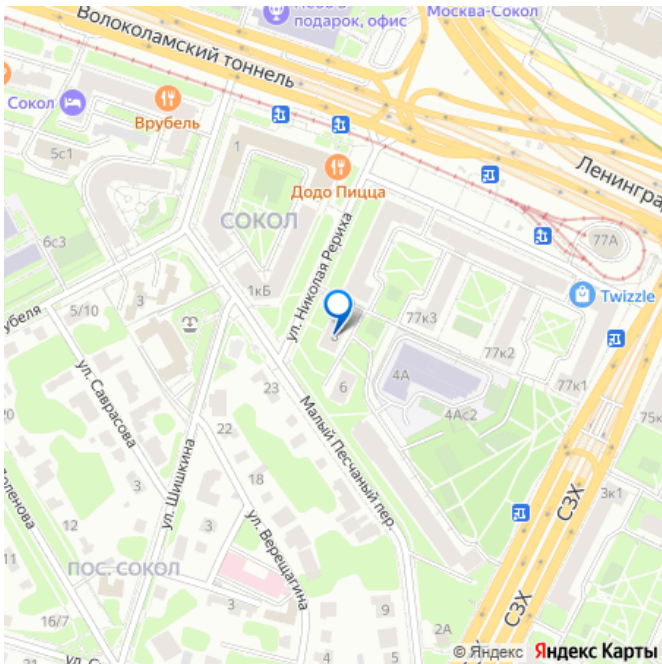 подарок, офис
Москва-Сокол
Волоколамский тоннель
Сокол
Врубель
5с1
1
Додо Пицца
Ленингра
СОКОЛ
77А
6с3
ул. Николая Рериха
1кБ
Twizzle
3
5/10
рубеля
77к3
77к2
77к1
4А
4Ас2
6
23
ул. Саврасова
20
75к
22
Малый Песчаный пер.
ул. Шишкина
3
18
3к1
СЗХ
оленова
12
3
11
ул. Верещагина
ПОС. СОКОЛ
9
3
16/7
7
2А
СЗХ
© Яндекс Яндекс Карты